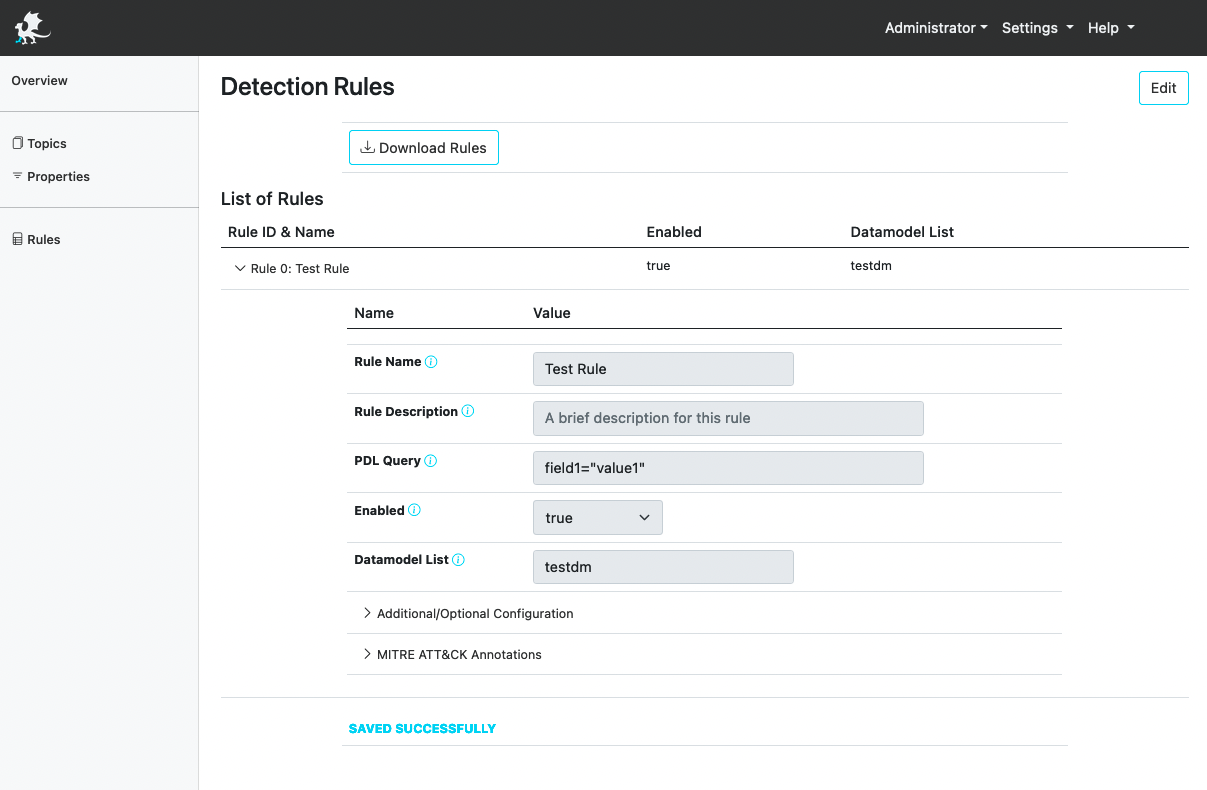 Administrator Settings Help
Overview
Topics
Properties
Rules
Detection Rules
Edit
Download Rules
List of Rules
Rule ID & Name Enabled Datamodel List
Rule 0: Test Rule true testdm
Name Value
Rule Name Test Rule
Rule Description A brief description for this rule
PDL Query field1="value1"
Enabled true
Datamodel List testdm
Additional/Optional Configuration
MITRE ATT&CK Annotations
SAVED SUCCESSFULLY